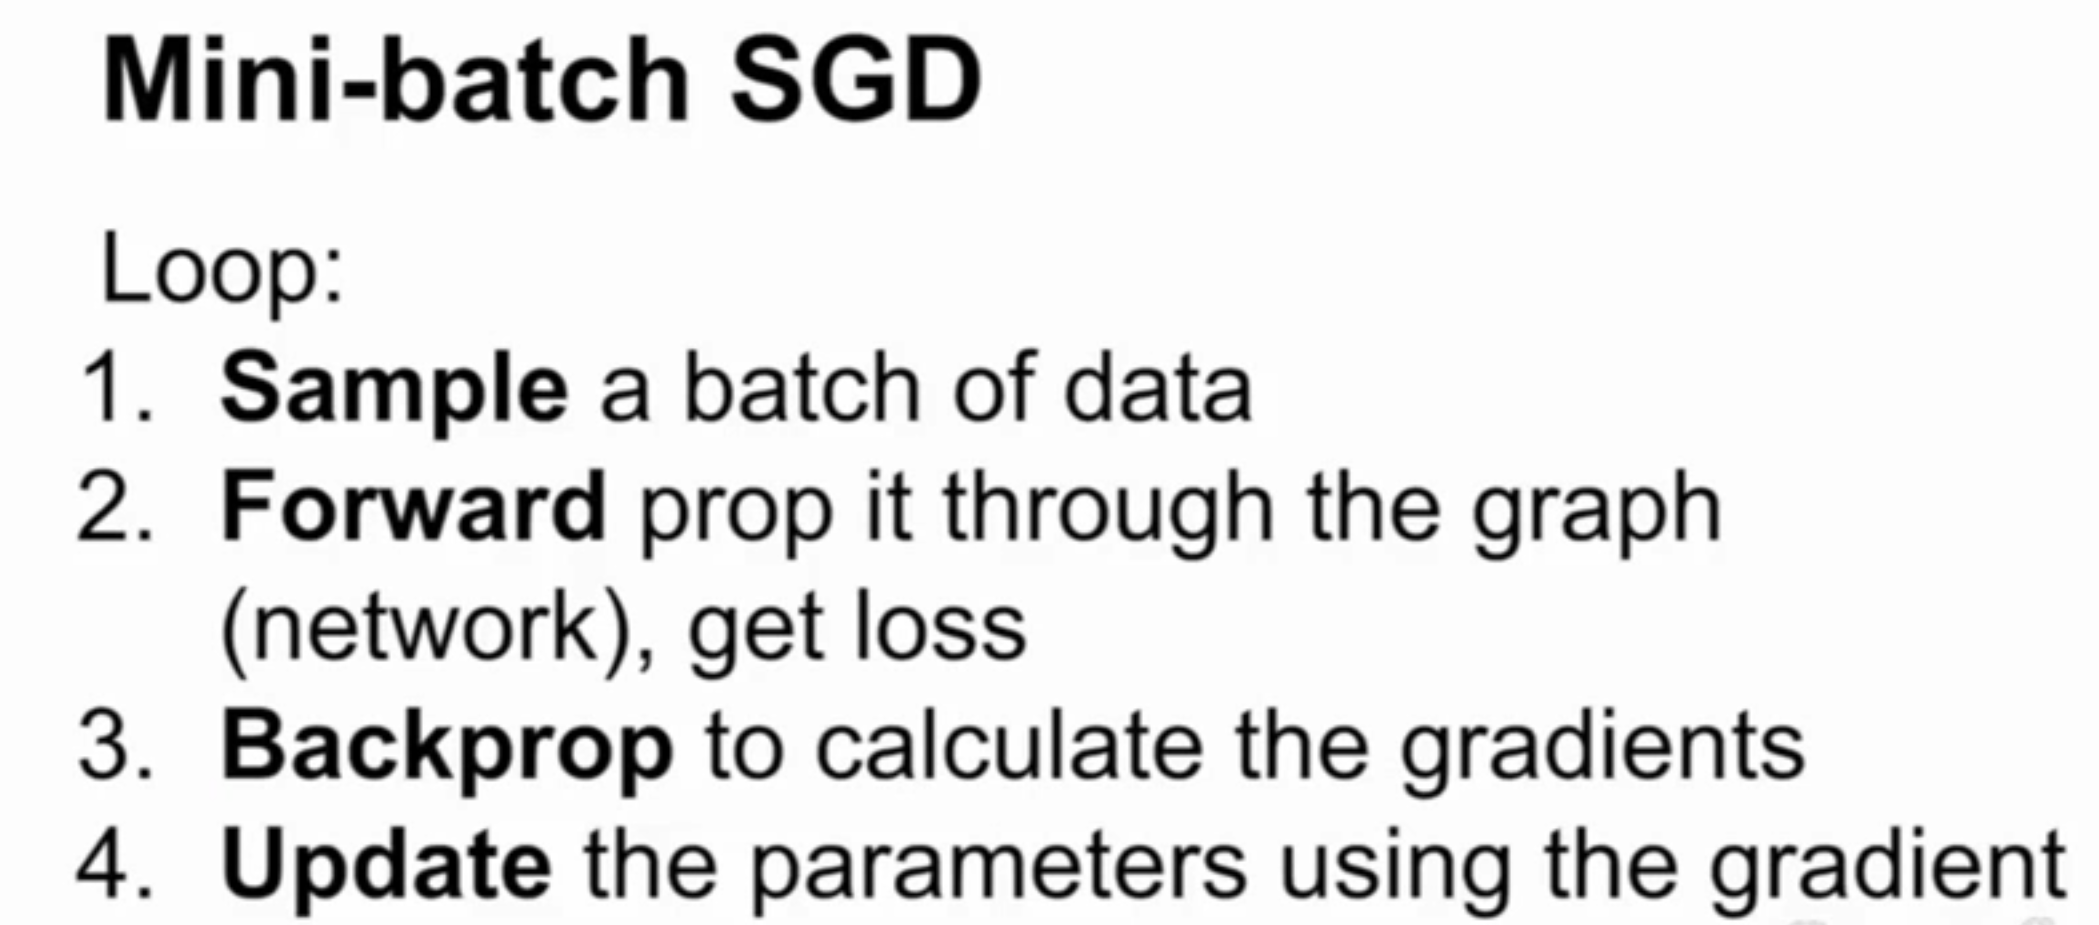 Mini-batch SGD
Loop:
1. Sample a batch of data
2. Forward prop it through the graph
(network), get loss
3. Backprop to calculate the gradients
4. Update the parameters using the gradient